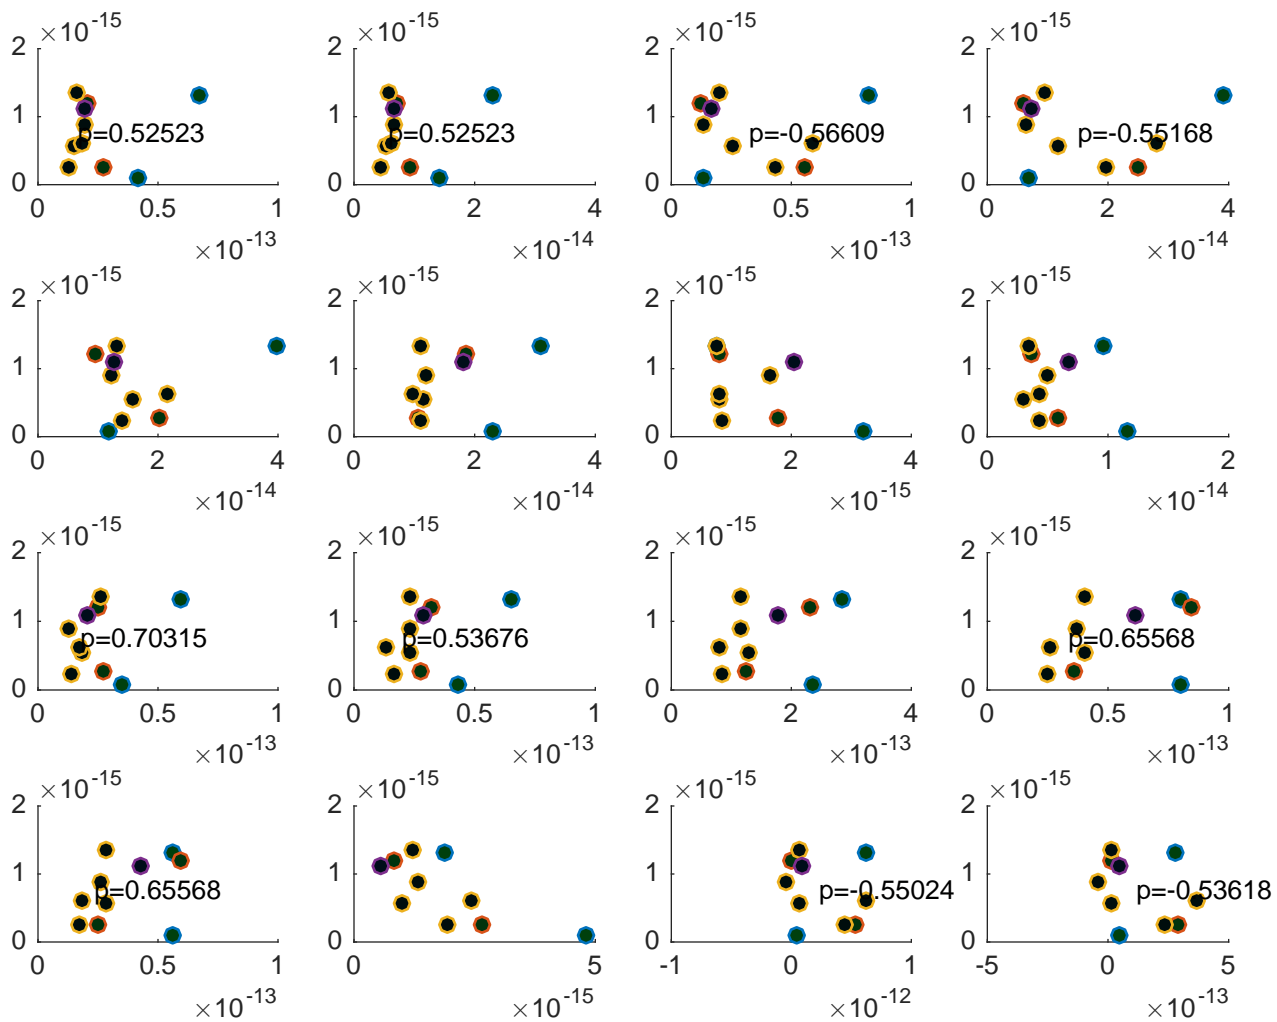 ×10^-15 ×10^-15 ×10^-15 ×10^-15
2 2 2 2
1 1 1 1
p=0.52523 p=0.52523 p=-0.56609 p=-0.55168
0 0 0 0
0 0.5 1 0 2 4 0 0.5 1 0 2 4
×10^-13 ×10^-14 ×10^-13 ×10^-14
×10^-15 ×10^-15 ×10^-15 ×10^-15
2 2 2 2
1 1 1 1
0 0 0 0
0 2 4 0 2 4 0 2 4 0 1 2
×10^-14 ×10^-14 ×10^-15 ×10^-14
×10^-15 ×10^-15 ×10^-15 ×10^-15
2 2 2 2
1 1 1 1
p=0.70315 p=0.53676 p=0.65568
0 0 0 0
0 0.5 1 0 0.5 1 0 2 4 0 0.5 1
×10^-13 ×10^-13 ×10^-13 ×10^-13
×10^-15 ×10^-15 ×10^-15 ×10^-15
2 2 2 2
1 1 1 1
p=0.65568 p=-0.55024 p=-0.53618
0 0 0 0
0 0.5 1 0 5 -1 0 1 -5 0 5
×10^-13 ×10^-15 ×10^-12 ×10^-13